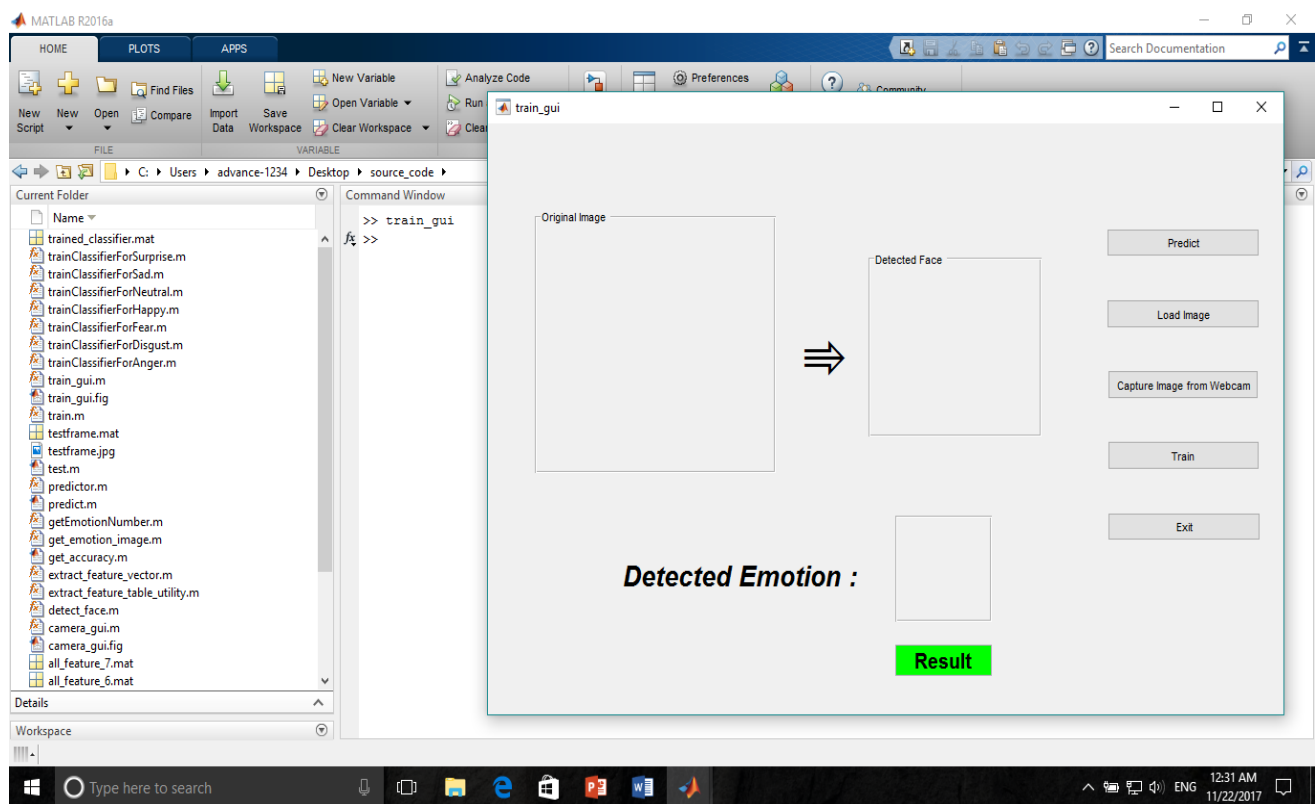 MATLAB R2016a
HOME PLOTS APPS
Search Documentation
New Script
New
Open
Find Files
Compare
Import Data
Save Workspace
New Variable
Open Variable
Clear Workspace
Analyze Code
Run
Clea
Preferences
Community
FILE
VARIABLE
C: Users advance-1234 Desktop source_code
Current Folder
Name
trained_classifier.mat
trainClassifierForSurprise.m
trainClassifierForSad.m
trainClassifierForNeutral.m
trainClassifierForHappy.m
trainClassifierForFear.m
trainClassifierForDisgust.m
trainClassifierForAnger.m
train_gui.m
train_gui.fig
train.m
testframe.mat
testframe.jpg
test.m
predictor.m
predict.m
getEmotionNumber.m
get_emotion_image.m
get_accuracy.m
extract_feature_vector.m
extract_feature_table_utility.m
detect_face.m
camera_gui.m
camera_gui.fig
all_feature_7.mat
all_feature_6.mat
Details
Workspace
Command Window
>> train_gui
fx >>
train_gui
Original Image
Detected Face
⇒
Predict
Load Image
Capture Image from Webcam
Train
Exit
Detected Emotion :
Result
Type here to search
ENG
12:31 AM
11/22/2017